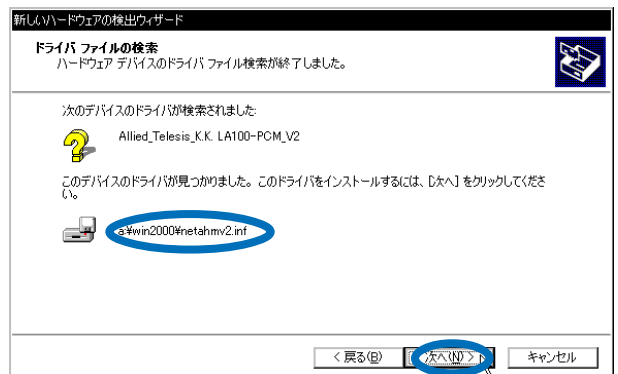 新しいハードウェアの検出ウィザード
ドライバ ファイルの検索
ハードウェア デバイスのドライバ ファイル検索が終了しました。
次のデバイスのドライバが検索されました:
Allied_Telesis_K.K. LA100-PCM_V2
このデバイスのドライバが見つかりました。このドライバをインストールするには、[次へ] をクリックしてくださ
い。
a:¥win2000¥netahmv2.inf
< 戻る(B)
次へ(N) >
キャンセル